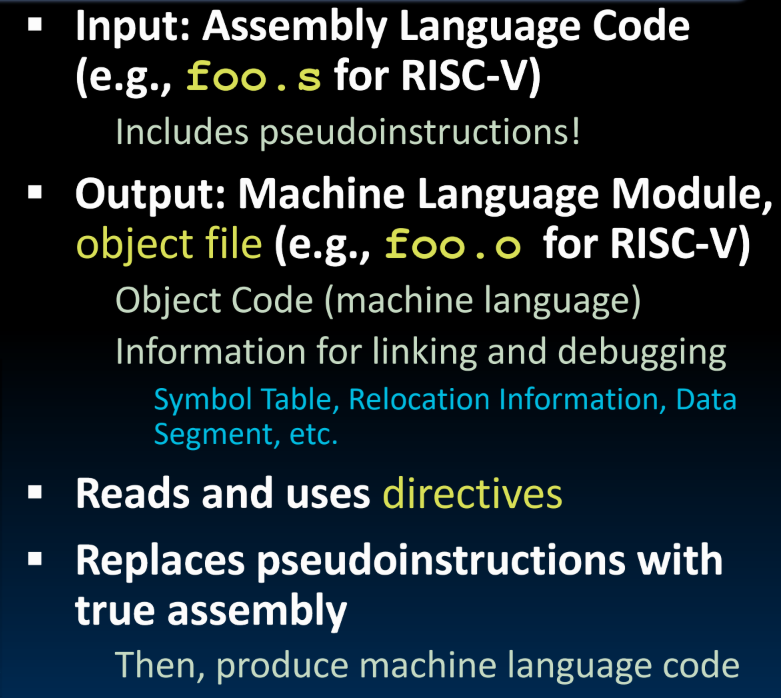 ▪ Input: Assembly Language Code
(e.g., foo.s for RISC-V)
Includes pseudoinstructions!
▪ Output: Machine Language Module,
object file (e.g., foo.o for RISC-V)
Object Code (machine language)
Information for linking and debugging
Symbol Table, Relocation Information, Data
Segment, etc.
▪ Reads and uses directives
▪ Replaces pseudoinstructions with
true assembly
Then, produce machine language code